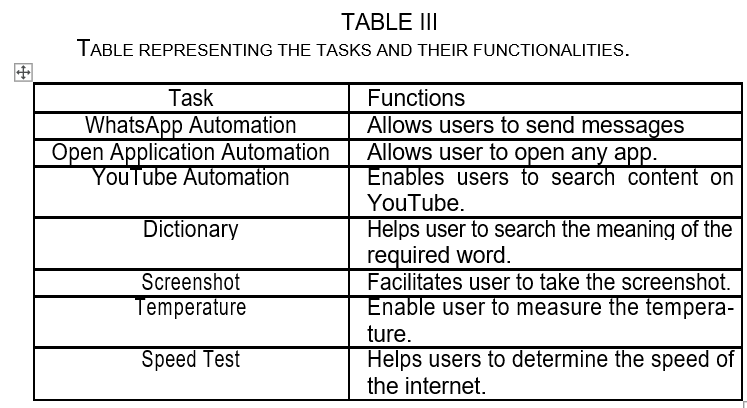 TABLE III
TABLE REPRESENTING THE TASKS AND THEIR FUNCTIONALITIES.
Task Functions
WhatsApp Automation Allows users to send messages
Open Application Automation Allows user to open any app.
YouTube Automation Enables users to search content on
YouTube.
Dictionary Helps user to search the meaning of the
required word.
Screenshot Facilitates user to take the screenshot.
Temperature Enable user to measure the tempera-
ture.
Speed Test Helps users to determine the speed of
the internet.